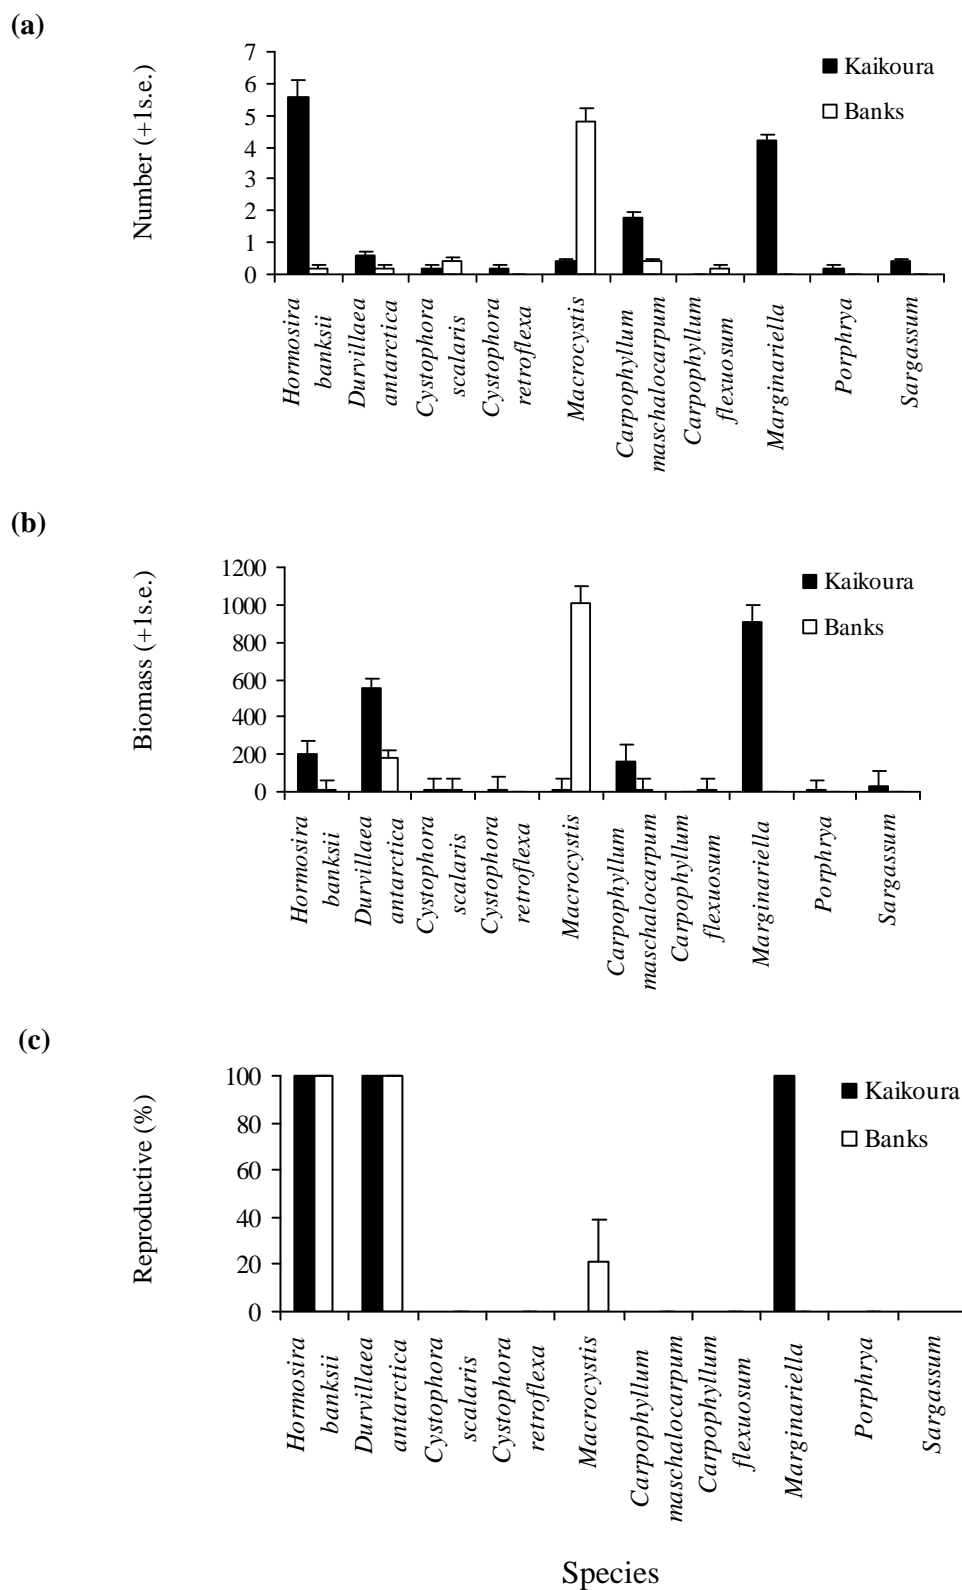 (a)
Number (+1s.e.)
7
6
5
4
3
2
1
0
Kaikoura
Banks
Hormosira
banksii
Durvillaea
antarctica
Cystophora
scalaris
Cystophora
retroflexa
Macrocystis
Carpophyllum
maschalocarpum
Carpophyllum
flexuosum
Marginariella
Porphrya
Sargassum
(b)
Biomass (+1s.e.)
1200
1000
800
600
400
200
0
Kaikoura
Banks
Hormosira
banksii
Durvillaea
antarctica
Cystophora
scalaris
Cystophora
retroflexa
Macrocystis
Carpophyllum
maschalocarpum
Carpophyllum
flexuosum
Marginariella
Porphrya
Sargassum
(c)
Reproductive (%)
100
80
60
40
20
0
Kaikoura
Banks
Hormosira
banksii
Durvillaea
antarctica
Cystophora
scalaris
Cystophora
retroflexa
Macrocystis
Carpophyllum
maschalocarpum
Carpophyllum
flexuosum
Marginariella
Porphrya
Sargassum
Species